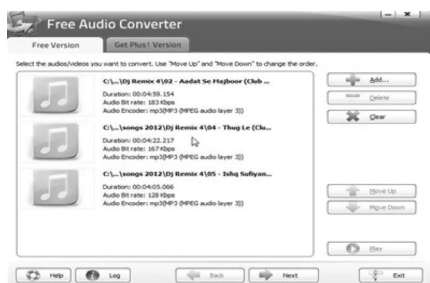 Free Audio Converter
Free Version
Get Plus! Version
Select the audios/videos you want to convert. Use "Move Up" and "Move Down" to change the order.
C:\...\Dj Remix 4\02 - Aadat Se Majboor (Club ...
Duration: 00:04:59.154
Audio Bit rate: 183 Kbps
Audio Encoder: mp3(MP3 (MPEG audio layer 3))
C:\...\songs 2012\Dj Remix 4\04 - Thug Le (Clu...
Duration: 00:04:22.217
Audio Bit rate: 167 Kbps
Audio Encoder: mp3(MP3 (MPEG audio layer 3))
C:\...\songs 2012\Dj Remix 4\05 - Ishq Sufiyan...
Duration: 00:04:05.066
Audio Bit rate: 128 Kbps
Audio Encoder: mp3(MP3 (MPEG audio layer 3))
Add...
Delete
Clear
Move Up
Move Down
Play
Help
Log
Back
Next
Exit